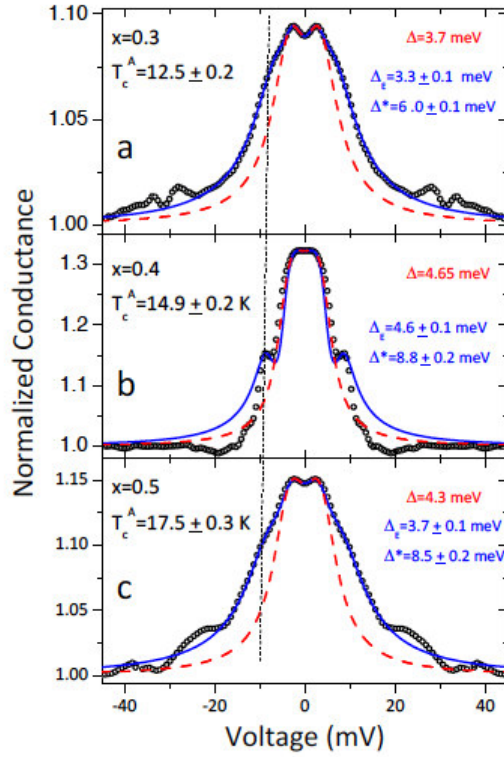 Normalized Conductance
1.10
1.05
1.00
x=0.3
T_c^A=12.5 ± 0.2
a
Δ=3.7 meV
Δ_E=3.3 ± 0.1 meV
Δ*=6 .0 ± 0.1 meV
1.3
1.2
1.1
1.0
x=0.4
T_c^A=14.9 ± 0.2 K
b
Δ=4.65 meV
Δ_E=4.6 ± 0.1 meV
Δ*=8.8 ± 0.2 meV
1.15
1.10
1.05
1.00
x=0.5
T_c^A=17.5 ± 0.3 K
c
Δ=4.3 meV
Δ_E=3.7 ± 0.1 meV
Δ*=8.5 ± 0.2 meV
-40 -20 0 20 40
Voltage (mV)